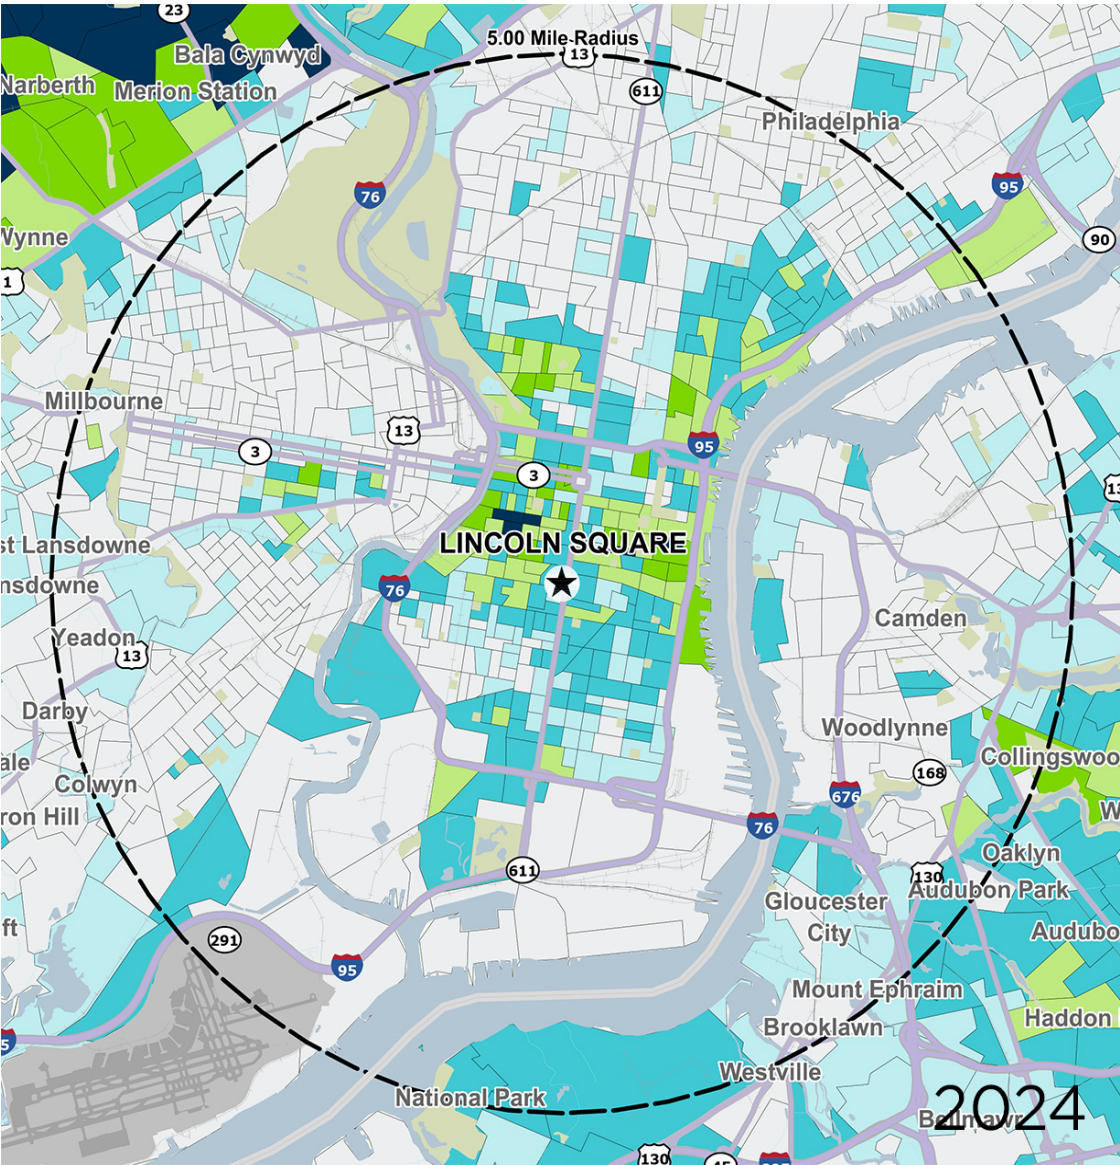 23
5.00 Mile Radius
Bala Cynwyd
13
Narberth
Merion Station
611
Philadelphia
76
95
Wynne
90
1
Millbourne
13
3
95
3
st Lansdowne
LINCOLN SQUARE
nsdowne
76
Camden
Yeadon
13
Darby
Woodlynne
ale
Collingswoo
168
Colwyn
676
ron Hill
W
76
Oaklyn
611
130
Audubon Park
Gloucester
City
ft
Audubo
291
95
Mount Ephraim
Haddon
Brooklawn
5
Westville
National Park
2024
Bellmawr
130
45